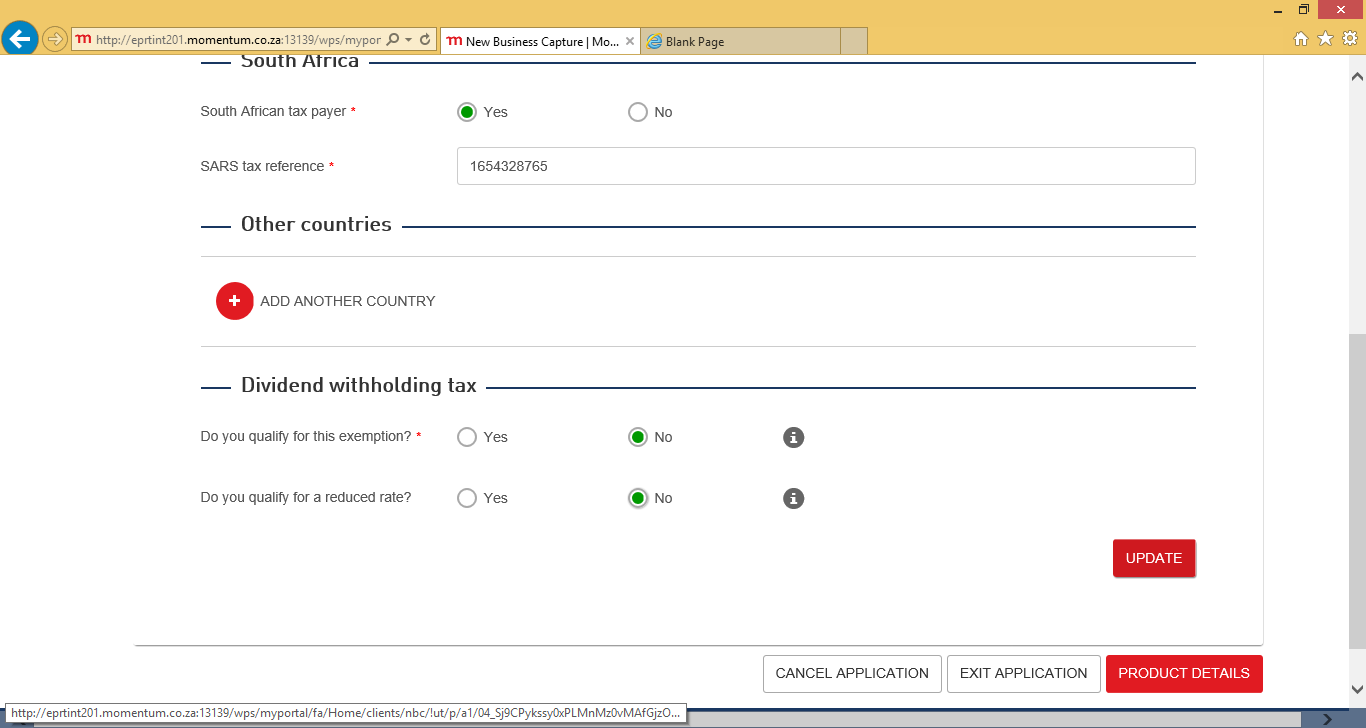 http://eprtint201.momentum.co.za:13139/wps/mypor
m New Business Capture | Mo...
Blank Page
South Africa
South African tax payer *
Yes
No
SARS tax reference *
1654328765
Other countries
+ ADD ANOTHER COUNTRY
Dividend withholding tax
Do you qualify for this exemption? *
Yes
No
Do you qualify for a reduced rate?
Yes
No
UPDATE
CANCEL APPLICATION
EXIT APPLICATION
PRODUCT DETAILS
http://eprtint201.momentum.co.za:13139/wps/myportal/fa/Home/clients/nbc/!ut/p/a1/04_Sj9CPykssy0xPLMnMz0vMAfGjzO...